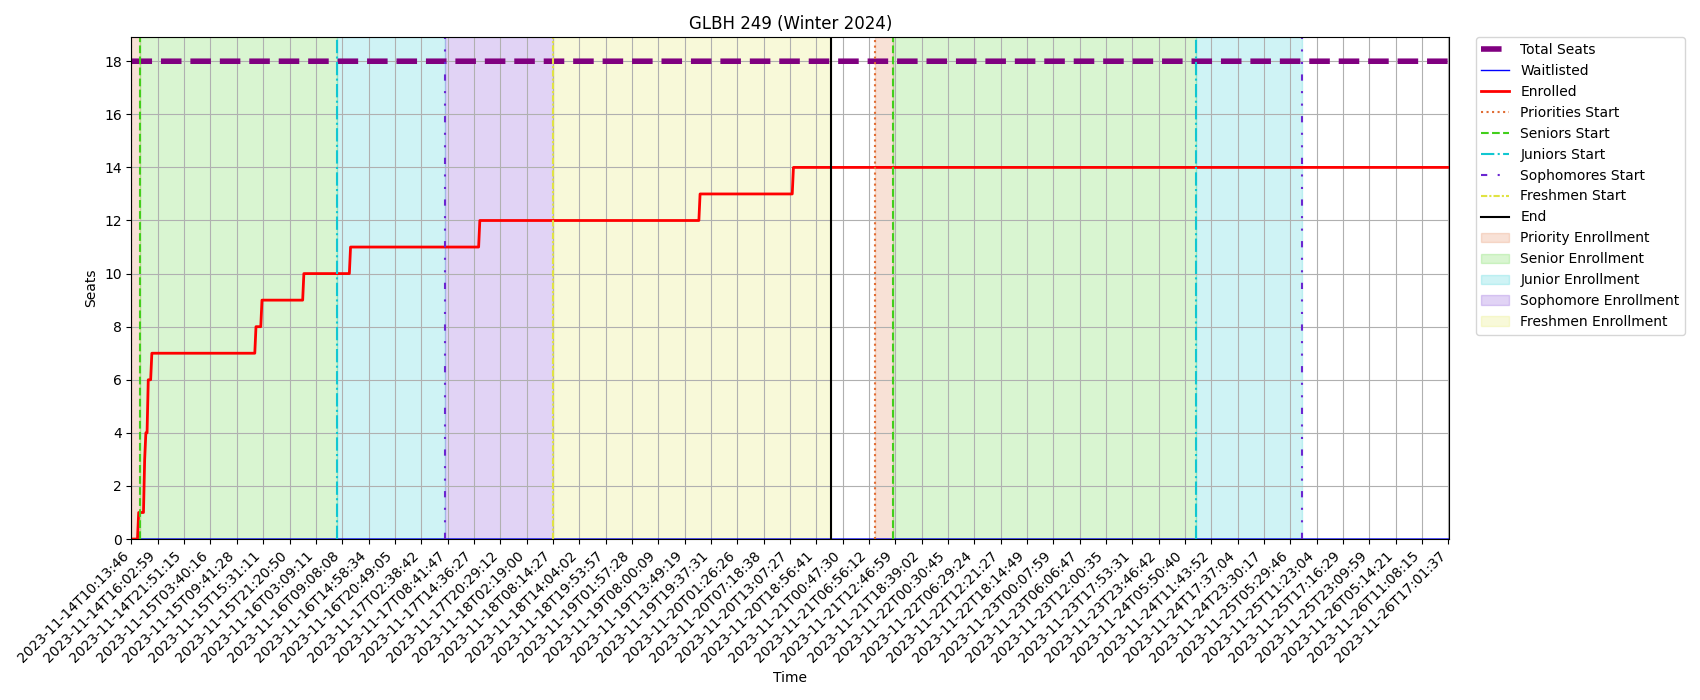 GLBH 249 (Winter 2024)
18
16
14
12
10
8
6
4
2
0
Seats
2023-11-14T10:13:46
2023-11-14T16:02:59
2023-11-14T21:51:15
2023-11-15T03:40:16
2023-11-15T09:41:28
2023-11-15T15:31:11
2023-11-15T21:20:50
2023-11-16T03:09:11
2023-11-16T09:08:08
2023-11-16T14:58:34
2023-11-16T20:49:05
2023-11-17T02:38:42
2023-11-17T08:41:47
2023-11-17T14:36:27
2023-11-17T20:29:12
2023-11-18T02:19:00
2023-11-18T08:14:27
2023-11-18T14:04:02
2023-11-18T19:53:57
2023-11-19T01:57:28
2023-11-19T08:00:09
2023-11-19T13:49:19
2023-11-19T19:37:31
2023-11-20T01:26:26
2023-11-20T07:18:38
2023-11-20T13:07:27
2023-11-20T18:56:41
2023-11-21T00:47:30
2023-11-21T06:56:12
2023-11-21T12:46:59
2023-11-21T18:39:02
2023-11-22T00:30:45
2023-11-22T06:29:24
2023-11-22T12:21:27
2023-11-22T18:14:49
2023-11-23T00:07:59
2023-11-23T06:06:47
2023-11-23T12:00:35
2023-11-23T17:53:31
2023-11-23T23:46:42
2023-11-24T05:50:40
2023-11-24T11:43:52
2023-11-24T17:37:04
2023-11-24T23:30:17
2023-11-25T05:29:46
2023-11-25T11:23:04
2023-11-25T17:16:29
2023-11-25T23:09:59
2023-11-26T05:14:21
2023-11-26T11:08:15
2023-11-26T17:01:37
Time
Total Seats
Waitlisted
Enrolled
Priorities Start
Seniors Start
Juniors Start
Sophomores Start
Freshmen Start
End
Priority Enrollment
Senior Enrollment
Junior Enrollment
Sophomore Enrollment
Freshmen Enrollment